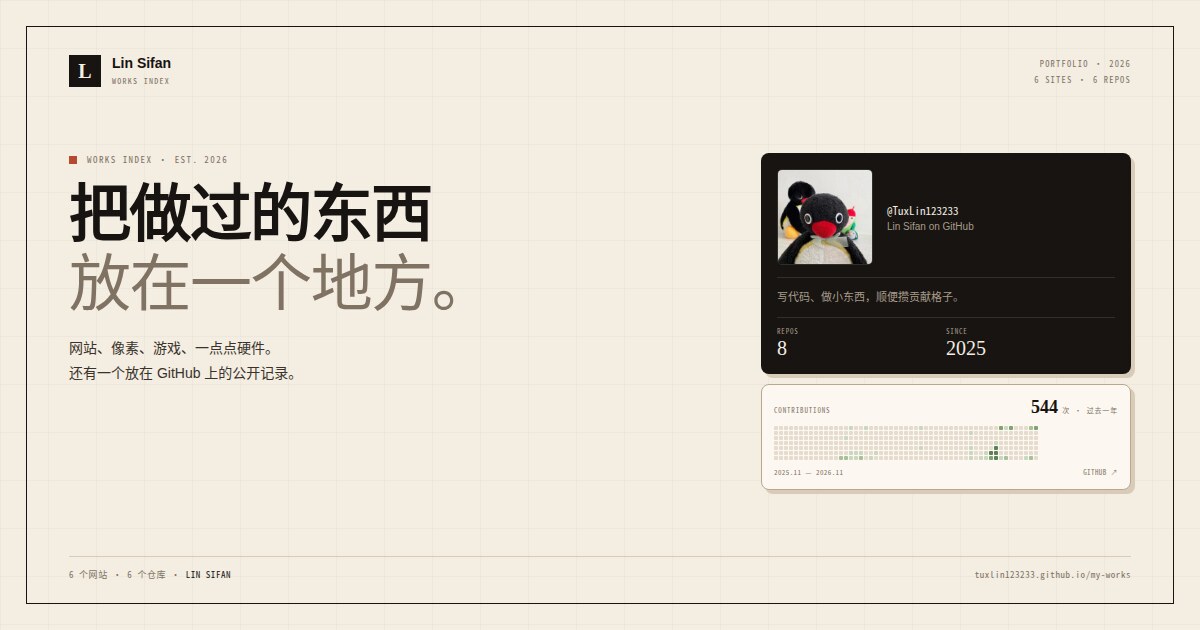 L
Lin Sifan
WORKS INDEX
PORTFOLIO • 2026
6 SITES • 6 REPOS
WORKS INDEX • EST. 2026
把做过的东西
放在一个地方。
网站、像素、游戏、一点点硬件。
还有一个放在 GitHub 上的公开记录。
@TuxLin123233
Lin Sifan on GitHub
写代码、做小东西，顺便攒贡献格子。
REPOS
8
SINCE
2025
CONTRIBUTIONS
544 次 • 过去一年
2025.11 — 2026.11
GITHUB ↗
6 个网站 • 6 个仓库 • LIN SIFAN
tuxlin123233.github.io/my-works